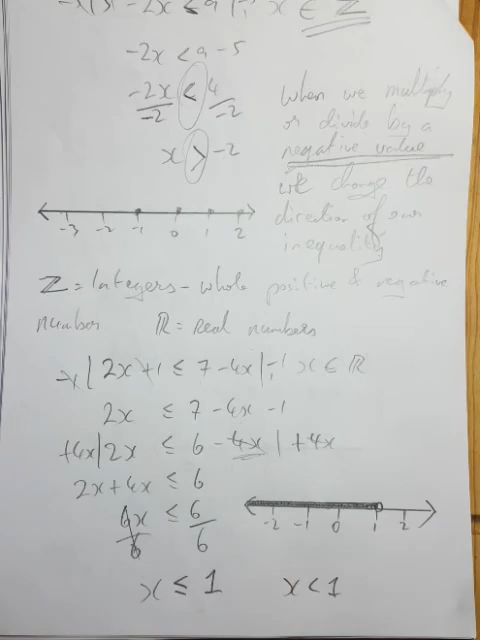 -2x < 9 - 5
-2x < 4
-2 -2
x > -2
When we multiply
or divide by a
negative value
we change the
direction of our
inequality
-3 -2 -1 0 1 2
ℤ = Integers - whole positive & negative
number ℝ = Real numbers
2x + 1 ≤ 7 - 4x |-1 x ∈ ℝ
2x ≤ 7 - 4x - 1
+4x| 2x ≤ 6 - 4x | +4x
2x + 4x ≤ 6
6x ≤ 6
6 6
-2 -1 0 1 2
x ≤ 1 x < 1